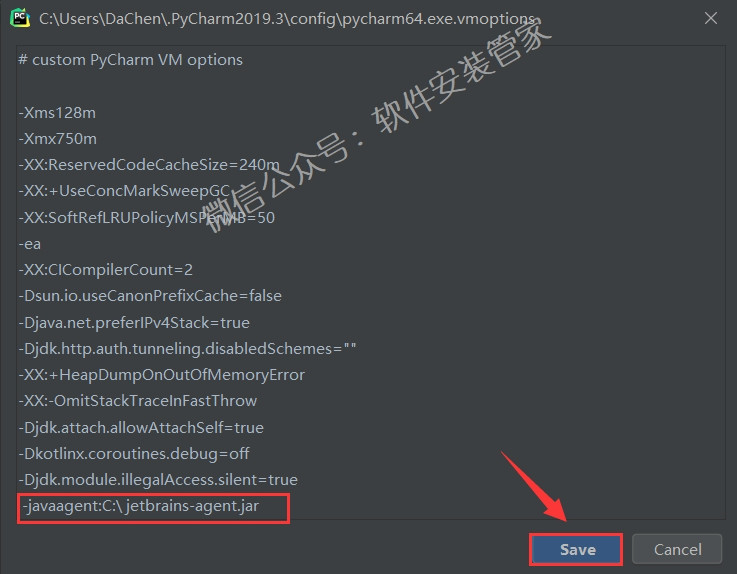 PC C:\Users\DaChen\.PyCharm2019.3\config\pycharm64.exe.vmoptions
# custom PyCharm VM options
-Xms128m
-Xmx750m
-XX:ReservedCodeCacheSize=240m
-XX:+UseConcMarkSweepGC
-XX:SoftRefLRUPolicyMSPerMB=50
-ea
-XX:CICompilerCount=2
-Dsun.io.useCanonPrefixCache=false
-Djava.net.preferIPv4Stack=true
-Djdk.http.auth.tunneling.disabledSchemes=""
-XX:+HeapDumpOnOutOfMemoryError
-XX:-OmitStackTraceInFastThrow
-Djdk.attach.allowAttachSelf=true
-Dkotlinx.coroutines.debug=off
-Djdk.module.illegalAccess.silent=true
-javaagent:C:\ jetbrains-agent.jar
Save Cancel
微信公众号：软件安装管家